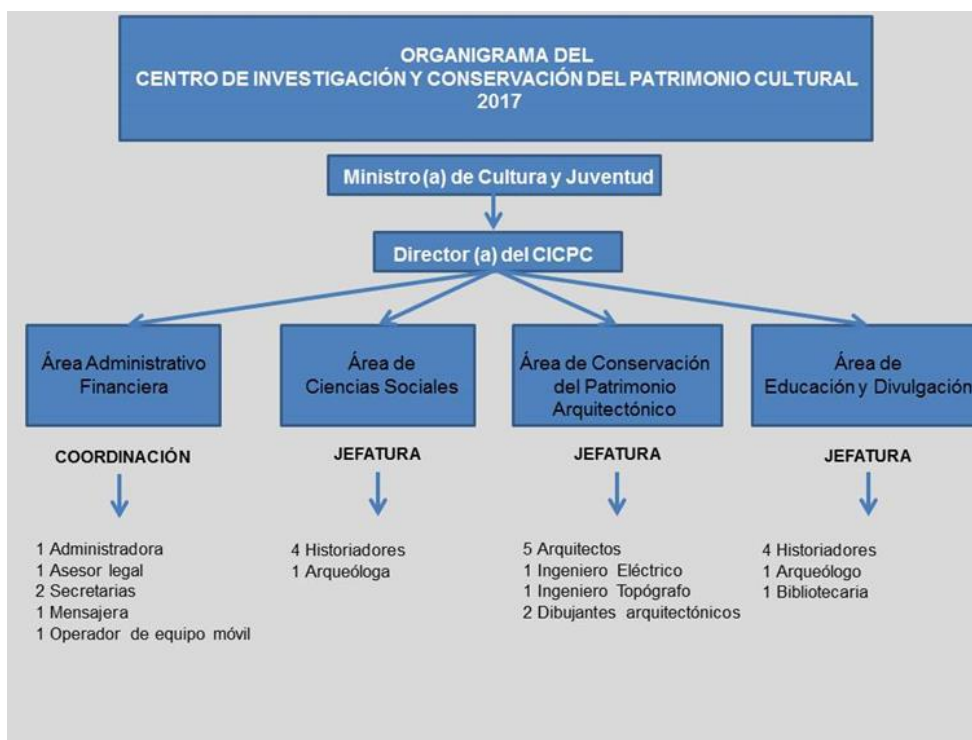 ORGANIGRAMA DEL
CENTRO DE INVESTIGACIÓN Y CONSERVACIÓN DEL PATRIMONIO CULTURAL
2017
Ministro (a) de Cultura y Juventud
Director (a) del CICPC
Área Administrativo
Financiera
COORDINACIÓN
1 Administradora
1 Asesor legal
2 Secretarias
1 Mensajera
1 Operador de equipo móvil
Área de
Ciencias Sociales
JEFATURA
4 Historiadores
1 Arqueóloga
Área de Conservación
del Patrimonio
Arquitectónico
JEFATURA
5 Arquitectos
1 Ingeniero Eléctrico
1 Ingeniero Topógrafo
2 Dibujantes arquitectónicos
Área de
Educación y Divulgación
JEFATURA
4 Historiadores
1 Arqueólogo
1 Bibliotecaria